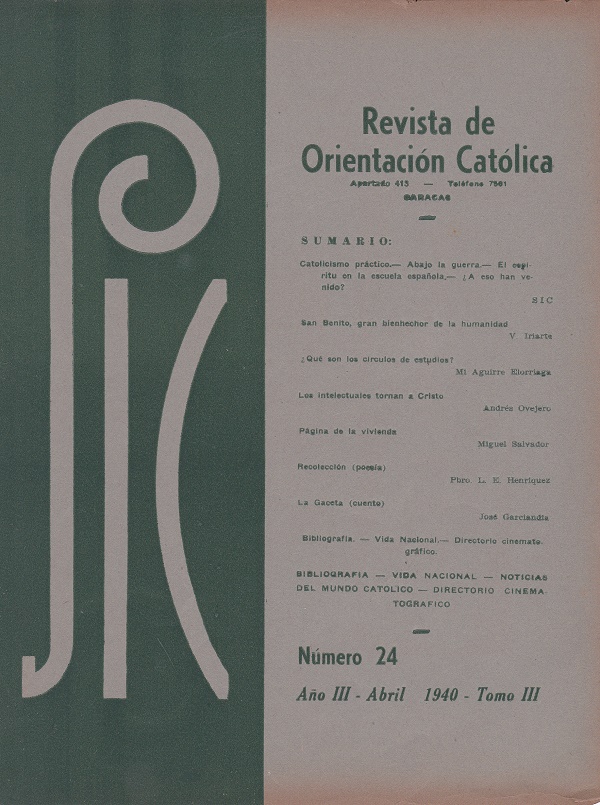 SIC
Revista de
Orientación Católica
Apartado 413 — Teléfono 7501
CARACAS
SUMARIO:
Catolicismo práctico.— Abajo la guerra.— El espí-
ritu en la escuela española.— ¿A eso han ve-
nido?
SIC
San Benito, gran bienhechor de la humanidad
V Iriarte
¿Qué son los círculos de estudios?
Ml Aguirre Elorriaga
Los intelectuales tornan a Cristo
Andrés Ovejero
Página de la vivienda
Miguel Salvador
Recolección (poesía)
Pbro. L. E. Henríquez
La Gaceta (cuento)
José Garciandía
Bibliografía. — Vida Nacional.— Directorio cinemato-
gráfico.
BIBLIOGRAFIA — VIDA NACIONAL — NOTICIAS
DEL MUNDO CATOLICO — DIRECTORIO CINEMA-
TOGRAFICO
Número 24
Año III - Abril 1940 - Tomo III